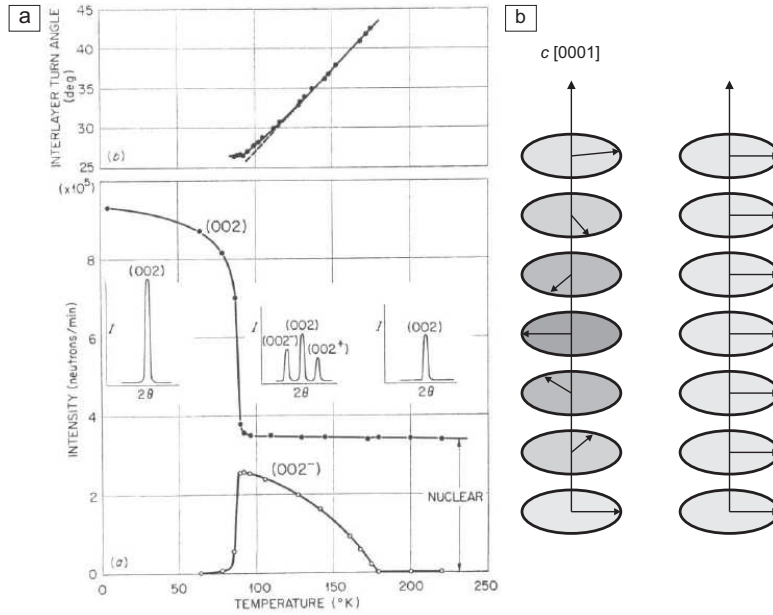 a
INTERLAYER TURN ANGLE
(deg)
45
40
35
30
25
(b)
(×10⁵
8
6
4
2
0
INTENSITY (neutrons/min)
(002)
I
(002)
2θ
I
(002⁻)
(002)
(002⁺)
2θ
I
(002)
2θ
(002⁻)
NUCLEAR
(a)
0
50
100
150
200
250
TEMPERATURE (°K)
b
c [0001]